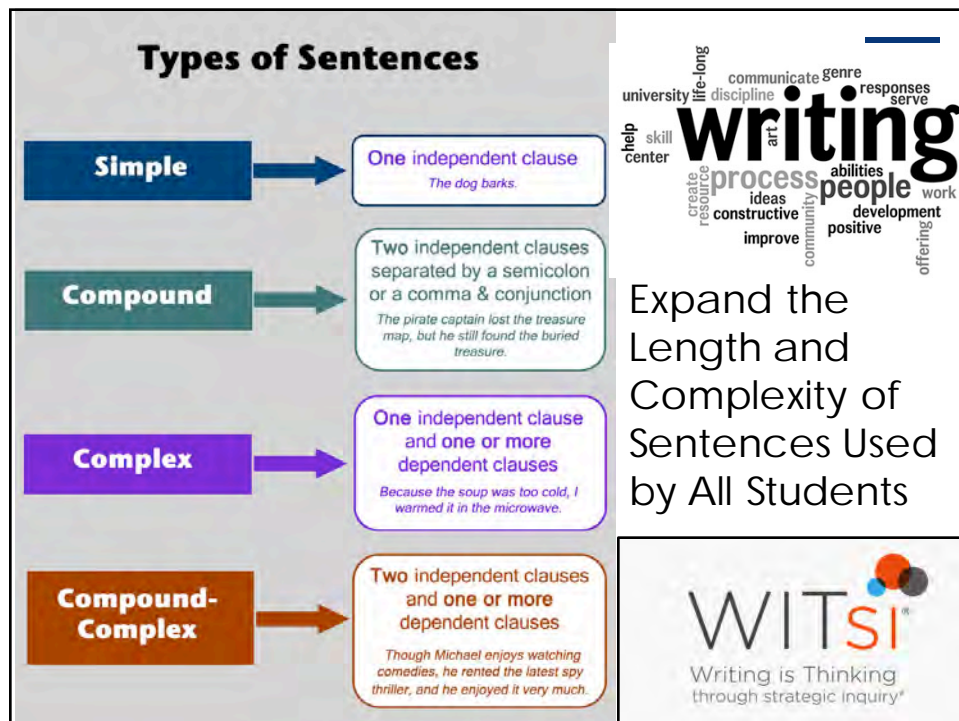 Types of Sentences
Simple
One independent clause
The dog barks.
Compound
Two independent clauses
separated by a semicolon
or a comma & conjunction
The pirate captain lost the treasure
map, but he still found the buried
treasure.
Complex
One independent clause
and one or more
dependent clauses
Because the soup was too cold, I
warmed it in the microwave.
Compound-
Complex
Two independent clauses
and one or more
dependent clauses
Though Michael enjoys watching
comedies, he rented the latest spy
thriller, and he enjoyed it very much.
life-long
communicate
genre
university
discipline
responses
serve
help
skill
center
writing
art
create
resource
process
abilities
people
work
ideas
constructive
community
development
positive
improve
offering
Expand the
Length and
Complexity of
Sentences Used
by All Students
WITsi®
Writing is Thinking
through strategic inquiry®